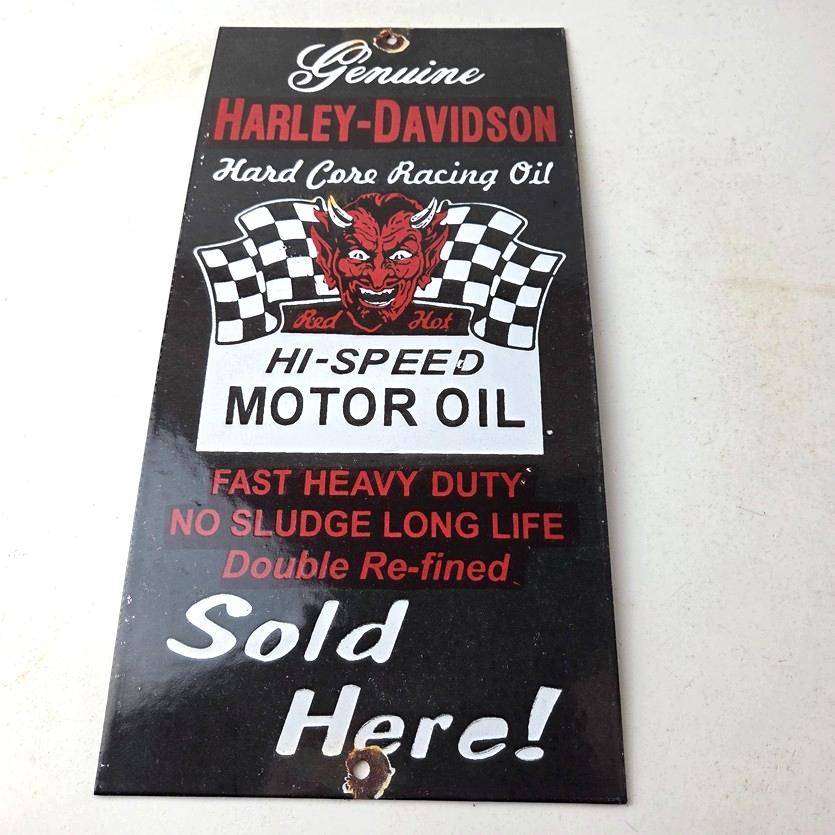 Genuine
HARLEY-DAVIDSON
Hard Core Racing Oil
Red Hot
HI-SPEED
MOTOR OIL
FAST HEAVY DUTY
NO SLUDGE LONG LIFE
Double Re-fined
Sold
Here!